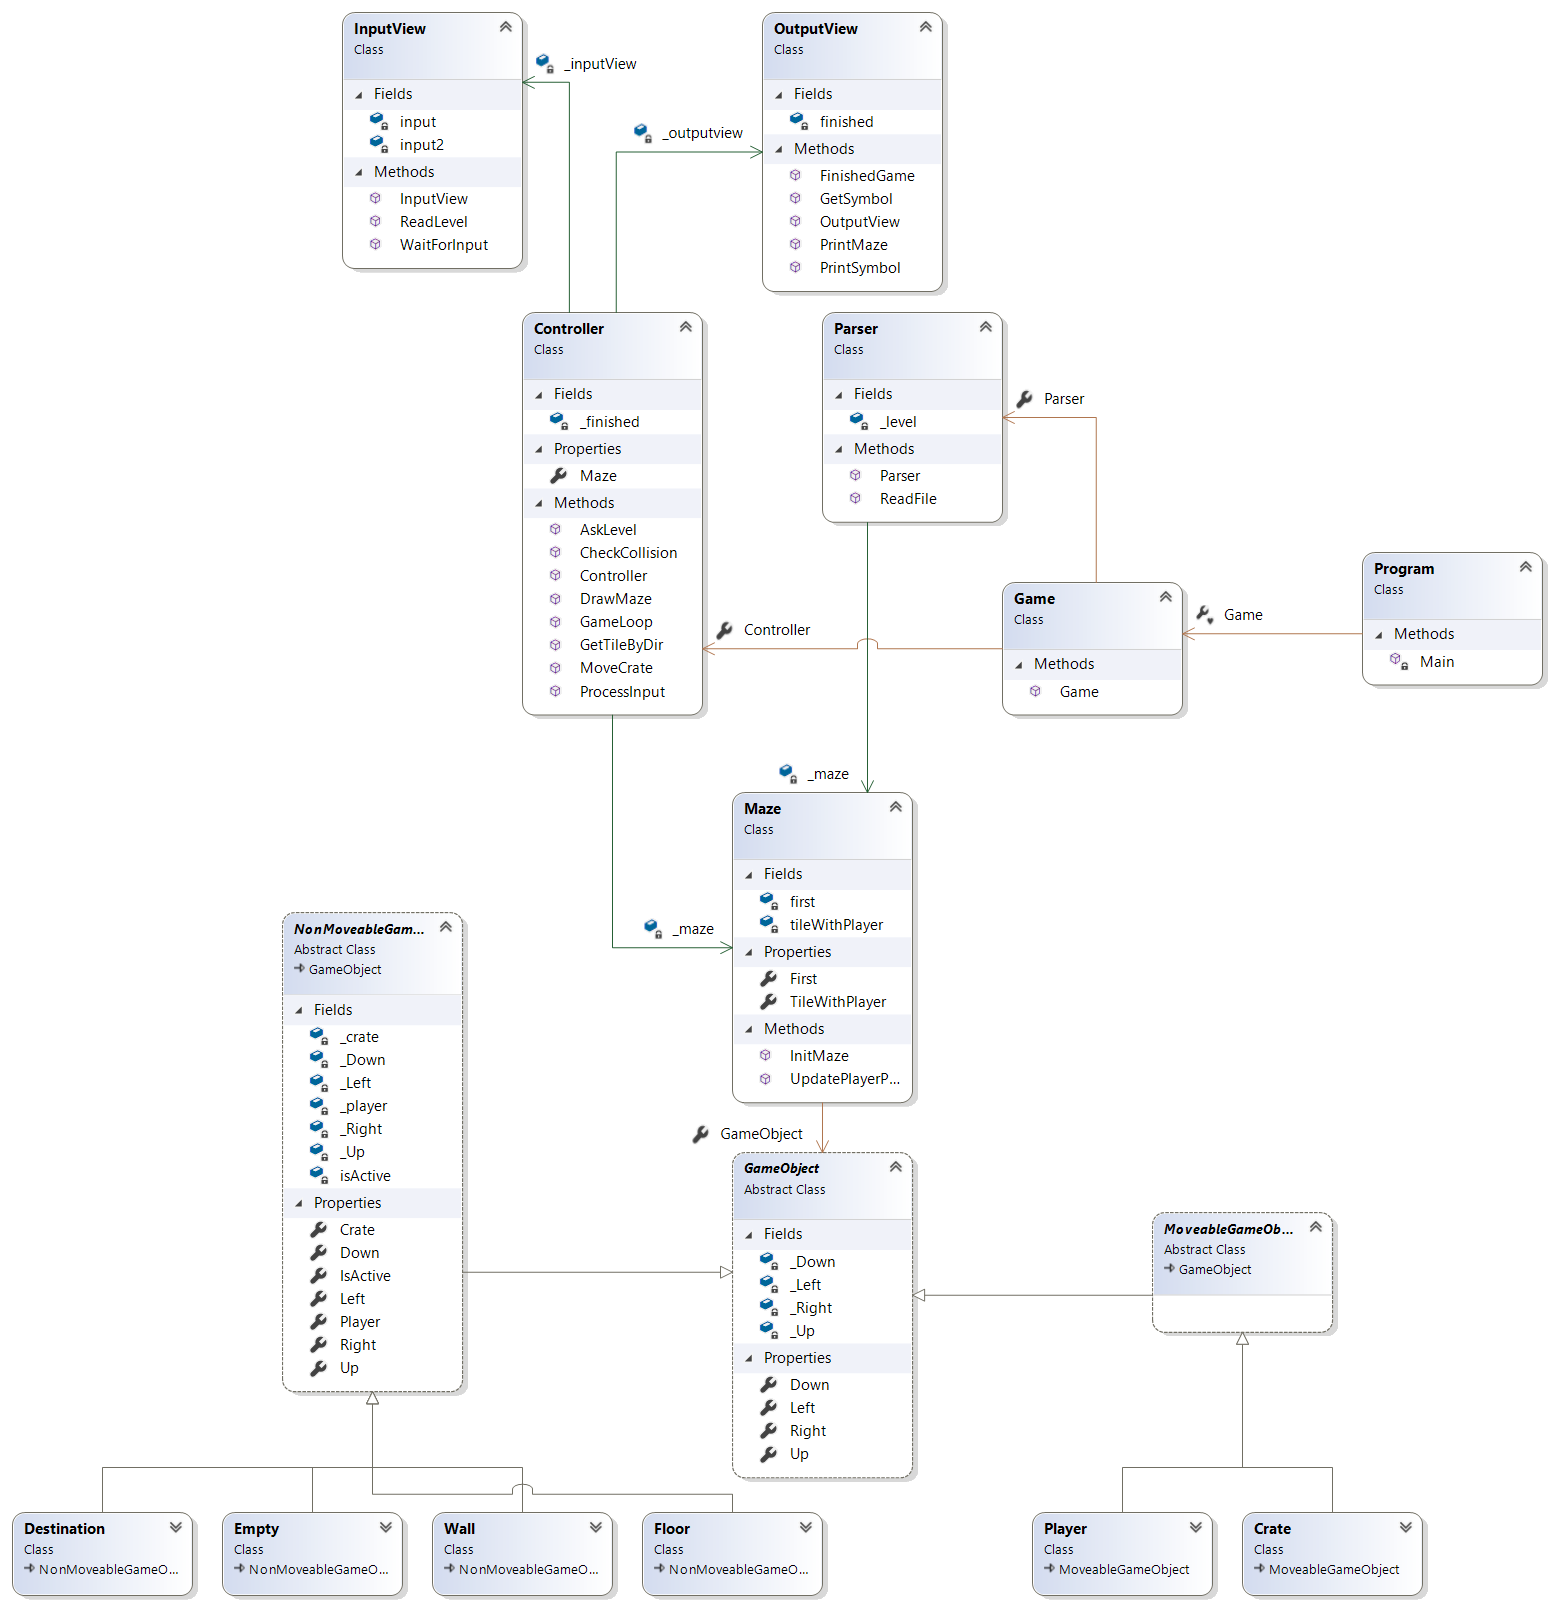 InputView
Class
Fields
input
input2
Methods
InputView
ReadLevel
WaitForInput
_inputView
OutputView
Class
Fields
finished
Methods
FinishedGame
GetSymbol
OutputView
PrintMaze
PrintSymbol
_outputview
Controller
Class
Fields
_finished
Properties
Maze
Methods
AskLevel
CheckCollision
Controller
DrawMaze
GameLoop
GetTileByDir
MoveCrate
ProcessInput
Parser
Class
Fields
_level
Methods
Parser
ReadFile
Parser
Controller
Game
Class
Methods
Game
Game
Program
Class
Methods
Main
_maze
_maze
Maze
Class
Fields
first
tileWithPlayer
Properties
First
TileWithPlayer
Methods
InitMaze
UpdatePlayerP...
NonMoveableGam...
Abstract Class
GameObject
Fields
_crate
_Down
_Left
_player
_Right
_Up
isActive
Properties
Crate
Down
IsActive
Left
Player
Right
Up
GameObject
GameObject
Abstract Class
Fields
_Down
_Left
_Right
_Up
Properties
Down
Left
Right
Up
MoveableGameOb...
Abstract Class
GameObject
Destination
Class
NonMoveableGameO...
Empty
Class
NonMoveableGameO...
Wall
Class
NonMoveableGameO...
Floor
Class
NonMoveableGameO...
Player
Class
MoveableGameObject
Crate
Class
MoveableGameObject